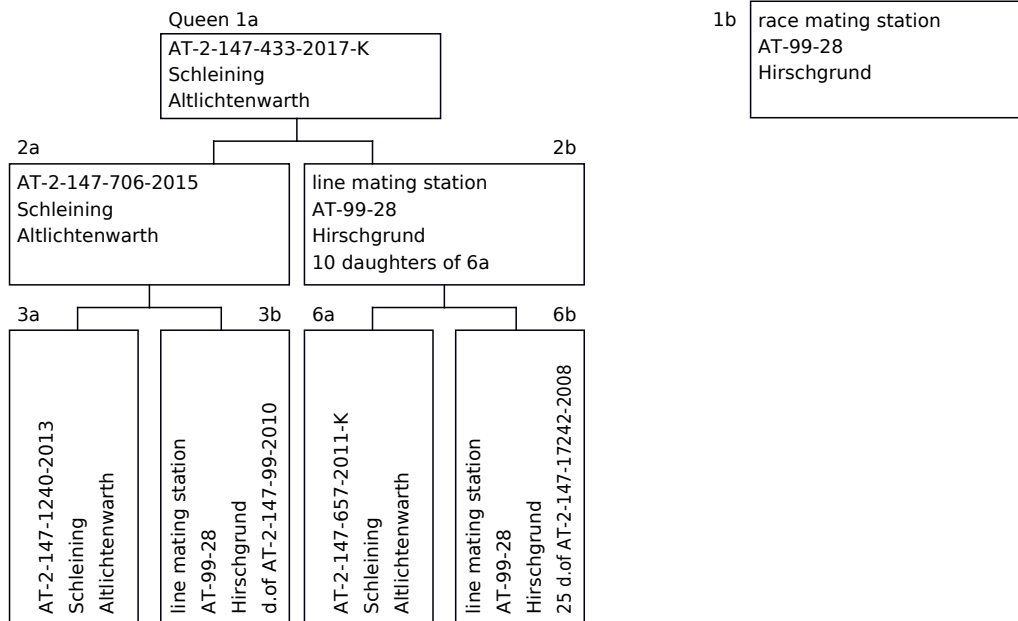 Queen 1a
AT-2-147-433-2017-K
Schleining
Altlichtenwarth
1b
race mating station
AT-99-28
Hirschgrund
2a
AT-2-147-706-2015
Schleining
Altlichtenwarth
2b
line mating station
AT-99-28
Hirschgrund
10 daughters of 6a
3a
AT-2-147-1240-2013
Schleining
Altlichtenwarth
3b
line mating station
AT-99-28
Hirschgrund
d.of AT-2-147-99-2010
6a
AT-2-147-657-2011-K
Schleining
Altlichtenwarth
6b
line mating station
AT-99-28
Hirschgrund
25 d.of AT-2-147-17242-2008